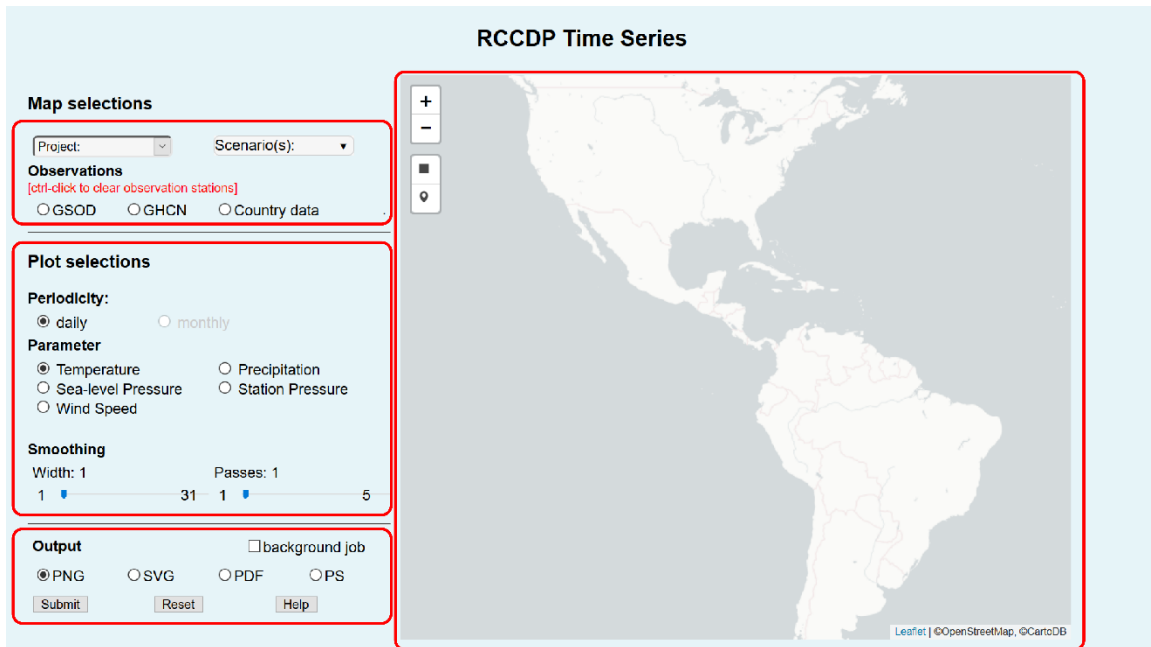 RCCDP Time Series
Map selections
Project:
Scenario(s):
Observations
[ctrl-click to clear observation stations]
GSOD GHCN Country data
Plot selections
Periodicity:
daily monthly
Parameter
Temperature Precipitation
Sea-level Pressure Station Pressure
Wind Speed
Smoothing
Width: 1 Passes: 1
1 31 1 5
Output background job
PNG SVG PDF PS
Submit Reset Help
+
−
Leaflet | ©OpenStreetMap, ©CartoDB